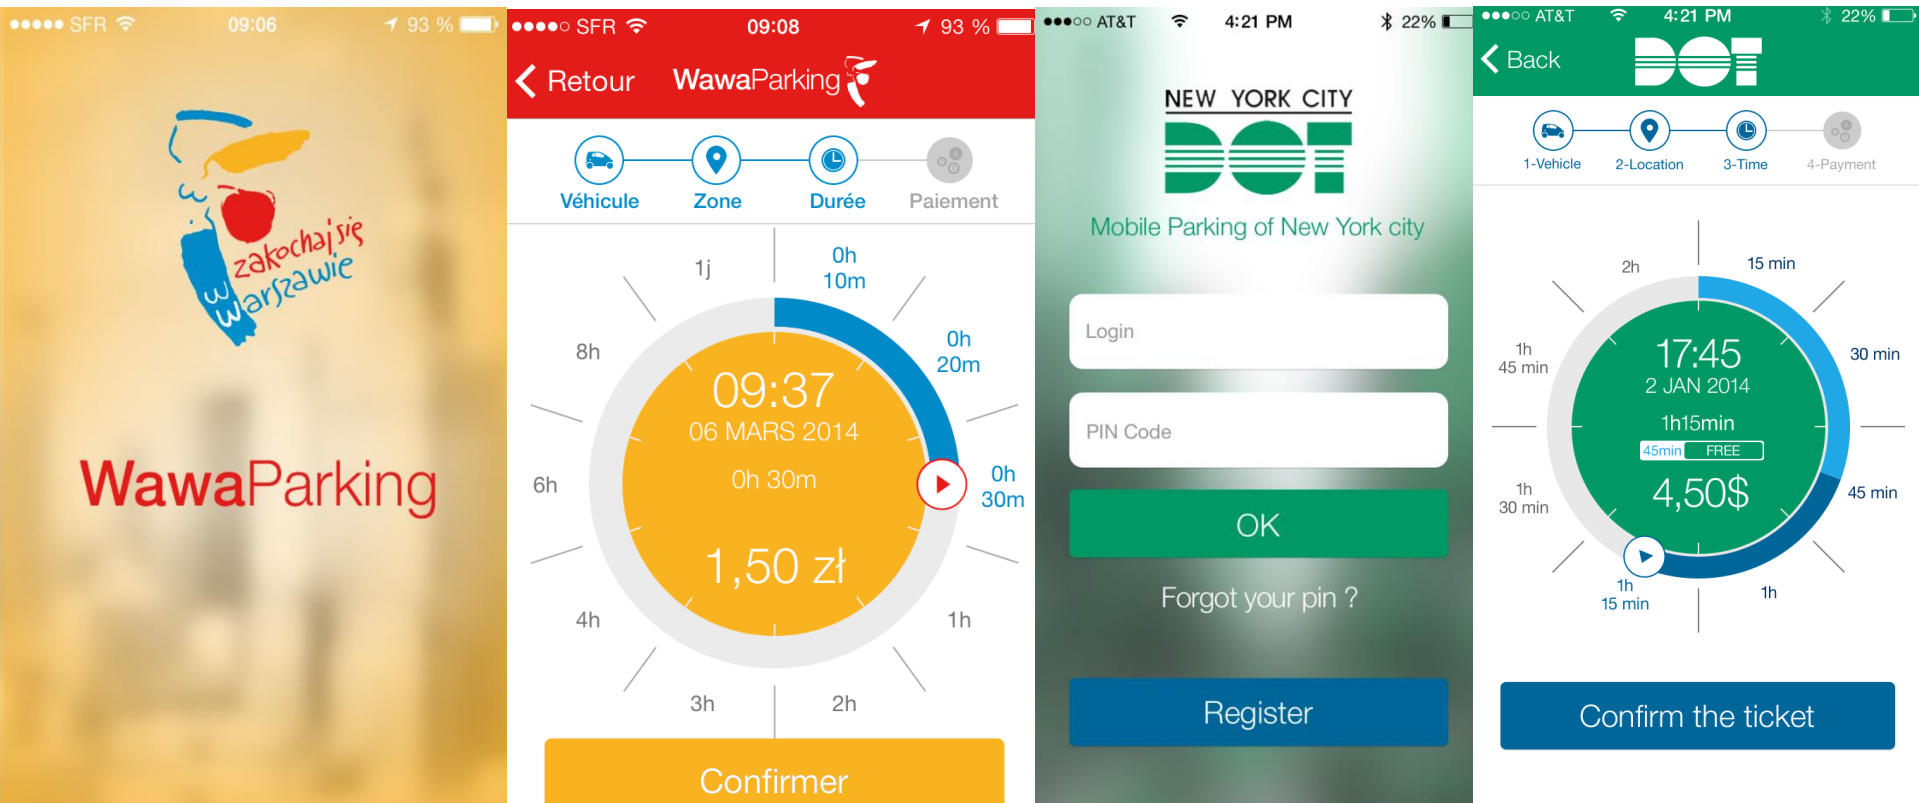 SFR 09:06 93 %
zakochaj się
w Warszawie
WawaParking
SFR 09:08 93 %
Retour WawaParking
Véhicule Zone Durée Paiement
1j
0h
10m
0h
20m
0h
30m
1h
2h
3h
4h
6h
8h
09:37
06 MARS 2014
0h 30m
1,50 zł
Confirmer
AT&T 4:21 PM 22%
NEW YORK CITY
DOT
Mobile Parking of New York city
Login
PIN Code
OK
Forgot your pin ?
Register
AT&T 4:21 PM 22%
Back DOT
1-Vehicle 2-Location 3-Time 4-Payment
2h
15 min
30 min
45 min
1h
1h
15 min
1h
30 min
1h
45 min
17:45
2 JAN 2014
1h15min
45min FREE
4,50$
Confirm the ticket